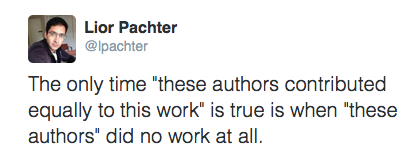 Lior Pachter
@lpachter
The only time "these authors contributed
equally to this work" is true is when "these
authors" did no work at all.